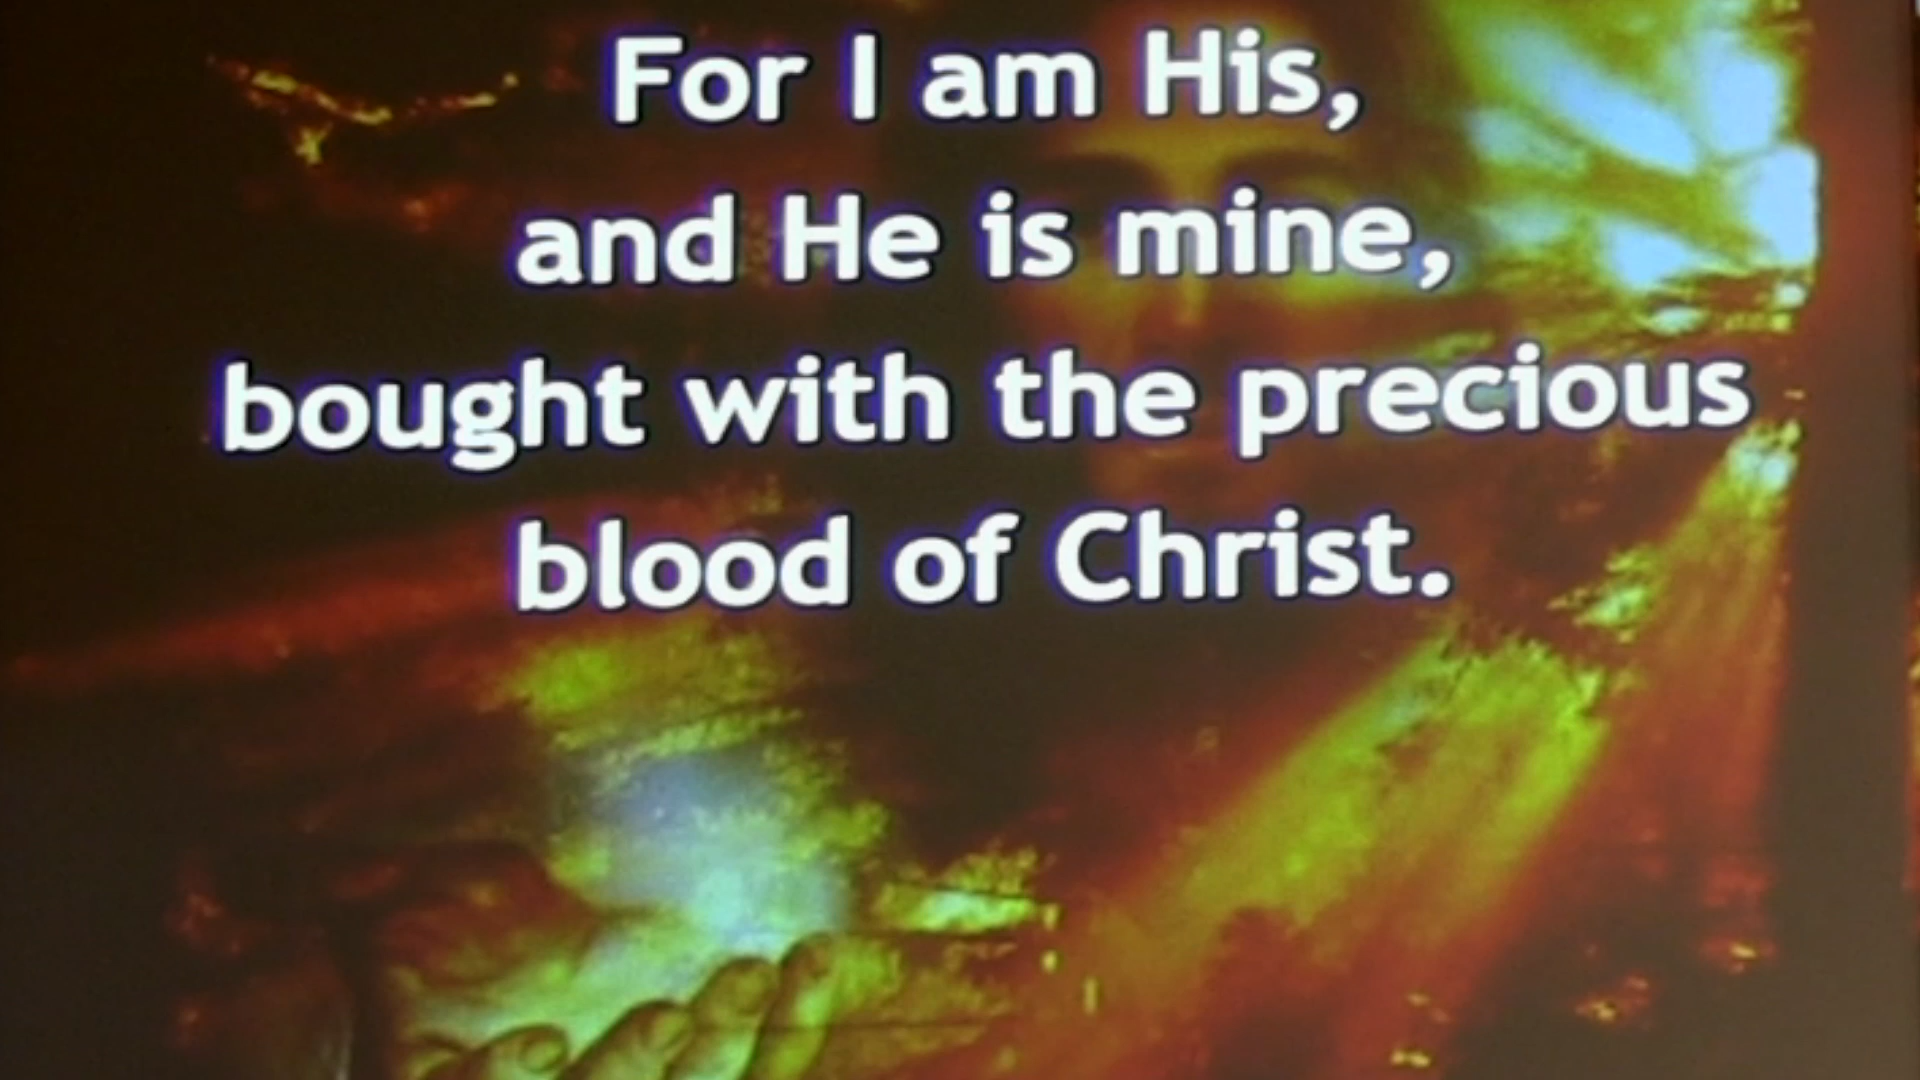 For I am His,
and He is mine,
bought with the precious
blood of Christ.